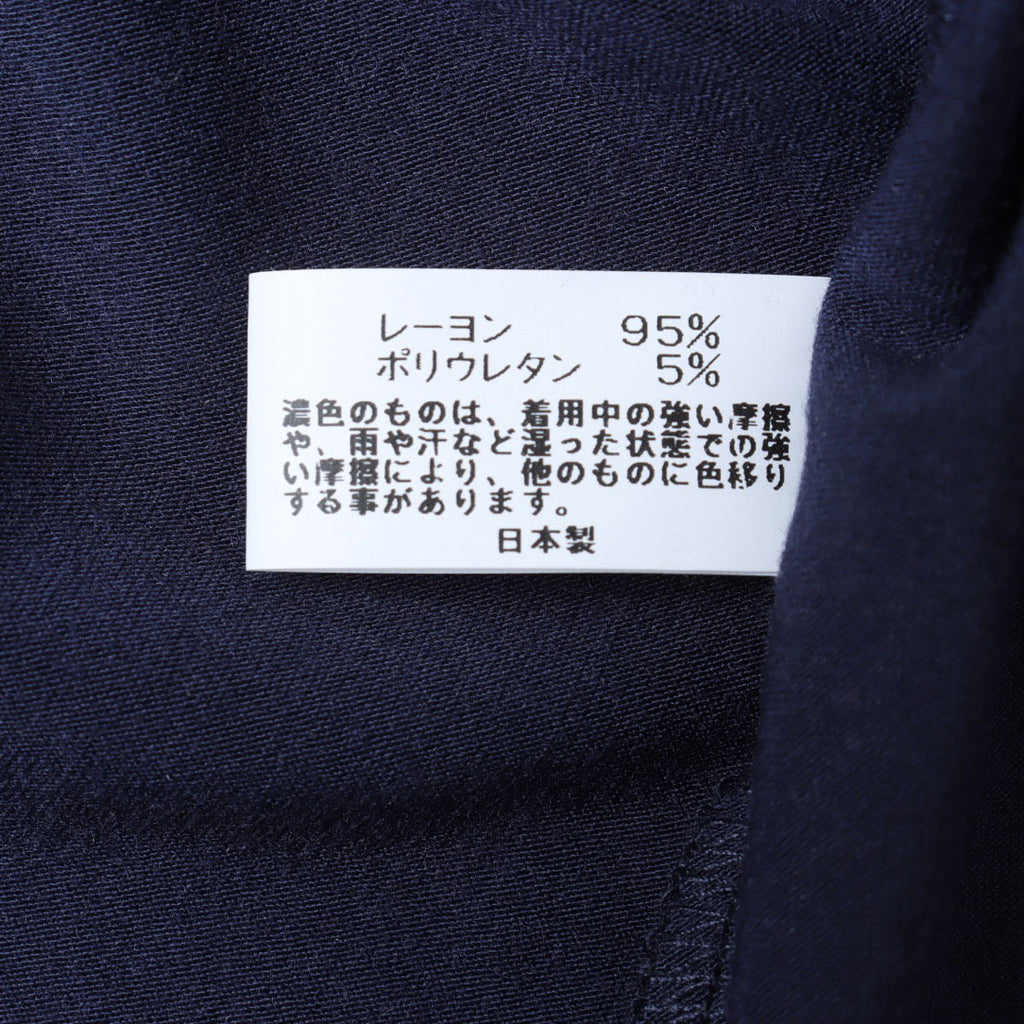 レーヨン 95%
ポリウレタン 5%
濃色のものは、着用中の強い摩擦
や、雨や汗など湿った状態での強
い摩擦により、他のものに色移り
する事があります。
日本製